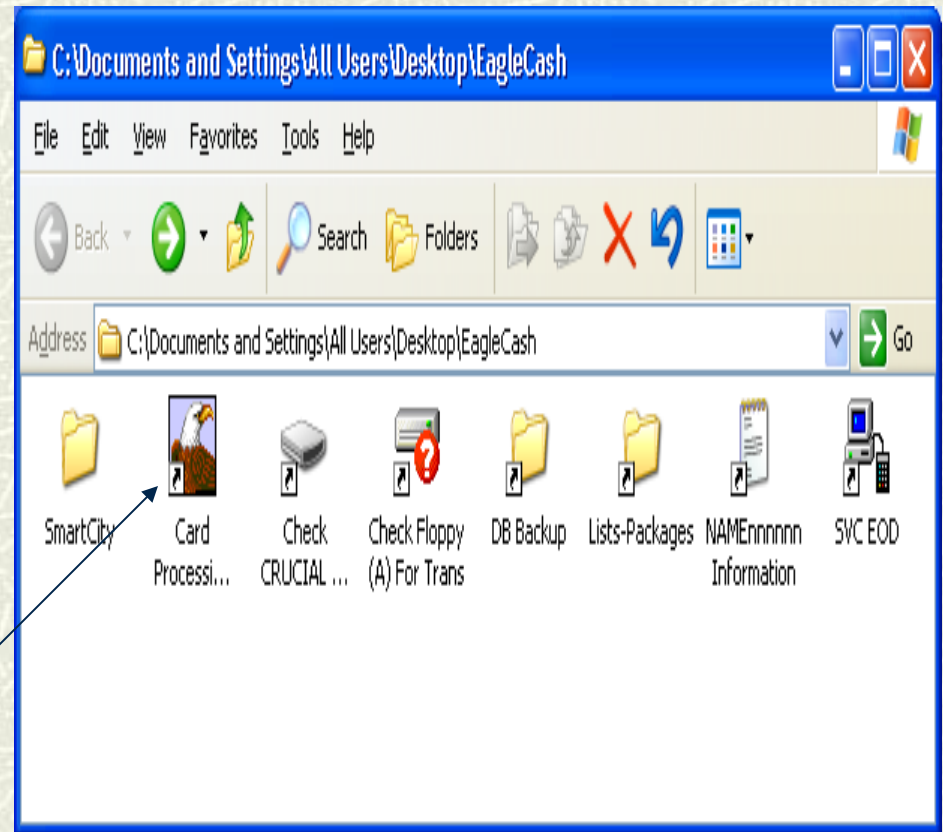 C:\Documents and Settings\All Users\Desktop\EagleCash
File Edit View Favorites Tools Help
Back Search Folders
Address C:\Documents and Settings\All Users\Desktop\EagleCash Go
SmartCity Card Check Check Floppy DB Backup Lists-Packages NAMEnnnnnn SVC EOD
Processi... CRUCIAL ... (A) For Trans Information